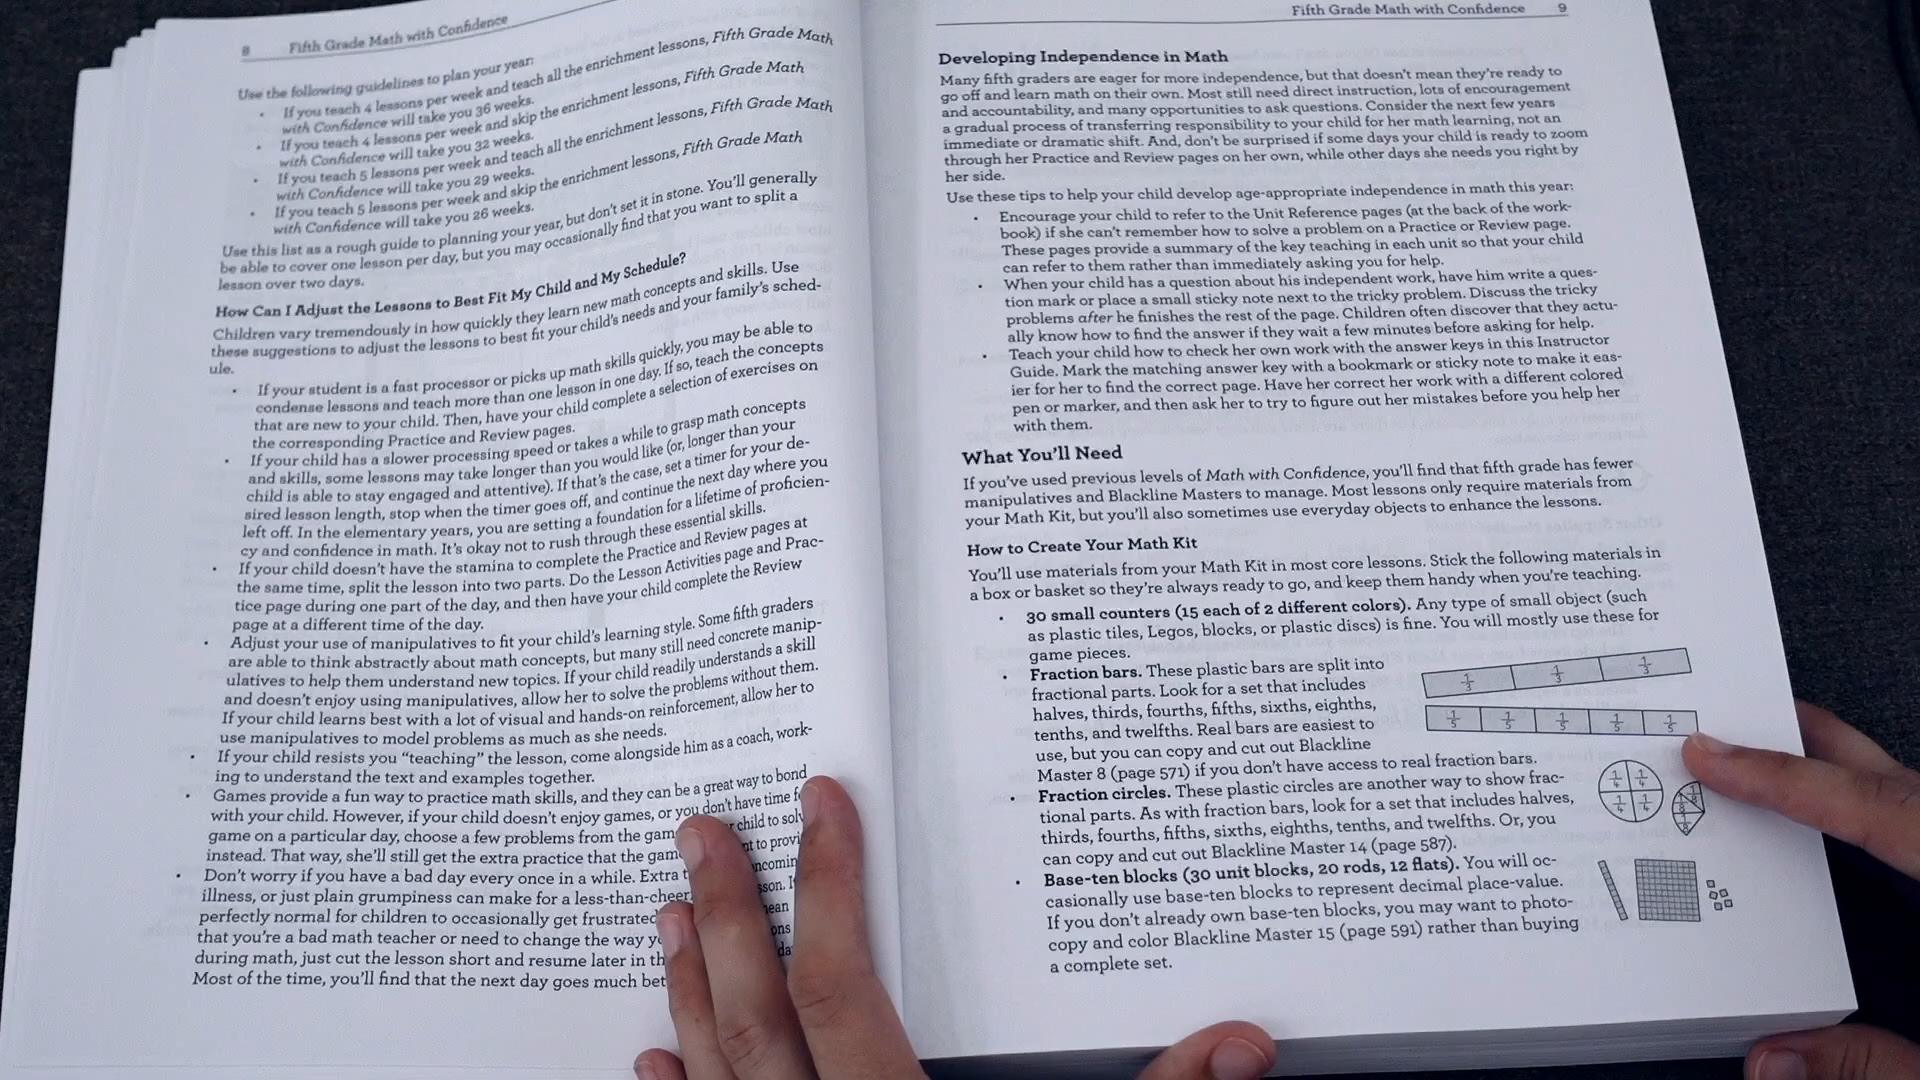 8 Fifth Grade Math with Confidence
Use the following guidelines to plan your year:
• If you teach 4 lessons per week and teach all the enrichment lessons, Fifth Grade Math
with Confidence will take you 36 weeks.
• If you teach 4 lessons per week and skip the enrichment lessons, Fifth Grade Math
with Confidence will take you 32 weeks.
• If you teach 5 lessons per week and teach all the enrichment lessons, Fifth Grade Math
with Confidence will take you 29 weeks.
• If you teach 5 lessons per week and skip the enrichment lessons, Fifth Grade Math
with Confidence will take you 26 weeks.
Use this list as a rough guide to planning your year, but don't set it in stone. You'll generally
be able to cover one lesson per day, but you may occasionally find that you want to split a
lesson over two days.
How Can I Adjust the Lessons to Best Fit My Child and My Schedule?
Children vary tremendously in how quickly they learn new math concepts and skills. Use
these suggestions to adjust the lessons to best fit your child's needs and your family's sched-
ule.
• If your student is a fast processor or picks up math skills quickly, you may be able to
condense lessons and teach more than one lesson in one day. If so, teach the concepts
that are new to your child. Then, have your child complete a selection of exercises on
the corresponding Practice and Review pages.
• If your child has a slower processing speed or takes a while to grasp math concepts
and skills, some lessons may take longer than you would like (or, longer than your
child is able to stay engaged and attentive). If that's the case, set a timer for your de-
sired lesson length, stop when the timer goes off, and continue the next day where you
left off. In the elementary years, you are setting a foundation for a lifetime of proficien-
cy and confidence in math. It's okay not to rush through these essential skills.
• If your child doesn't have the stamina to complete the Practice and Review pages at
the same time, split the lesson into two parts. Do the Lesson Activities page and Prac-
tice page during one part of the day, and then have your child complete the Review
page at a different time of the day.
• Adjust your use of manipulatives to fit your child's learning style. Some fifth graders
are able to think abstractly about math concepts, but many still need concrete manip-
ulatives to help them understand new topics. If your child readily understands a skill
and doesn't enjoy using manipulatives, allow her to solve the problems without them.
If your child learns best with a lot of visual and hands-on reinforcement, allow her to
use manipulatives to model problems as much as she needs.
• If your child resists you "teaching" the lesson, come alongside him as a coach, work-
ing to understand the text and examples together.
• Games provide a fun way to practice math skills, and they can be a great way to bond
with your child. However, if your child doesn't enjoy games, or you don't have time
game on a particular day, choose a few problems from the child to
instead. That way, she'll still get the extra practice that the to
• Don't worry if you have a bad day every once in a while. Extra
illness, or just plain grumpiness can make for a less-than-
perfectly normal for children to occasionally get frustrated
that you're a bad math teacher or need to change the way
during math, just cut the lesson short and resume later in
Most of the time, you'll find that the next day goes much
Fifth Grade Math with Confidence 9
Developing Independence in Math
Many fifth graders are eager for more independence, but that doesn't mean they're ready to
go off and learn math on their own. Most still need direct instruction, lots of encouragement
and accountability, and many opportunities to ask questions. Consider the next few years
a gradual process of transferring responsibility to your child for her math learning, not an
immediate or dramatic shift. And, don't be surprised if some days your child is ready to zoom
through her Practice and Review pages on her own, while other days she needs you right by
her side.
Use these tips to help your child develop age-appropriate independence in math this year:
• Encourage your child to refer to the Unit Reference pages (at the back of the work-
book) if she can't remember how to solve a problem on a Practice or Review page.
These pages provide a summary of the key teaching in each unit so that your child
can refer to them rather than immediately asking you for help.
• When your child has a question about his independent work, have him write a ques-
tion mark or place a small sticky note next to the tricky problem. Discuss the tricky
problems after he finishes the rest of the page. Children often discover that they actu-
ally know how to find the answer if they wait a few minutes before asking for help.
• Teach your child how to check her own work with the answer keys in this Instructor
Guide. Mark the matching answer key with a bookmark or sticky note to make it eas-
ier for her to find the correct page. Have her correct her work with a different colored
pen or marker, and then ask her to try to figure out her mistakes before you help her
with them.
What You'll Need
If you've used previous levels of Math with Confidence, you'll find that fifth grade has fewer
manipulatives and Blackline Masters to manage. Most lessons only require materials from
your Math Kit, but you'll also sometimes use everyday objects to enhance the lessons.
How to Create Your Math Kit
You'll use materials from your Math Kit in most core lessons. Stick the following materials in
a box or basket so they're always ready to go, and keep them handy when you're teaching.
• 30 small counters (15 each of 2 different colors). Any type of small object (such
as plastic tiles, Legos, blocks, or plastic discs) is fine. You will mostly use these for
game pieces.
• Fraction bars. These plastic bars are split into
fractional parts. Look for a set that includes
halves, thirds, fourths, fifths, sixths, eighths,
tenths, and twelfths. Real bars are easiest to
use, but you can copy and cut out Blackline
Master 8 (page 571) if you don't have access to real fraction bars.
1/3 1/3 1/3
1/5 1/5 1/5 1/5 1/5
• Fraction circles. These plastic circles are another way to show frac-
tional parts. As with fraction bars, look for a set that includes halves,
thirds, fourths, fifths, sixths, eighths, tenths, and twelfths. Or, you
can copy and cut out Blackline Master 14 (page 587).
1/4 1/4
1/4 1/4
1/8 1/8 1/8
• Base-ten blocks (30 unit blocks, 20 rods, 12 flats). You will oc-
casionally use base-ten blocks to represent decimal place-value.
If you don't already own base-ten blocks, you may want to photo-
copy and color Blackline Master 15 (page 591) rather than buying
a complete set.